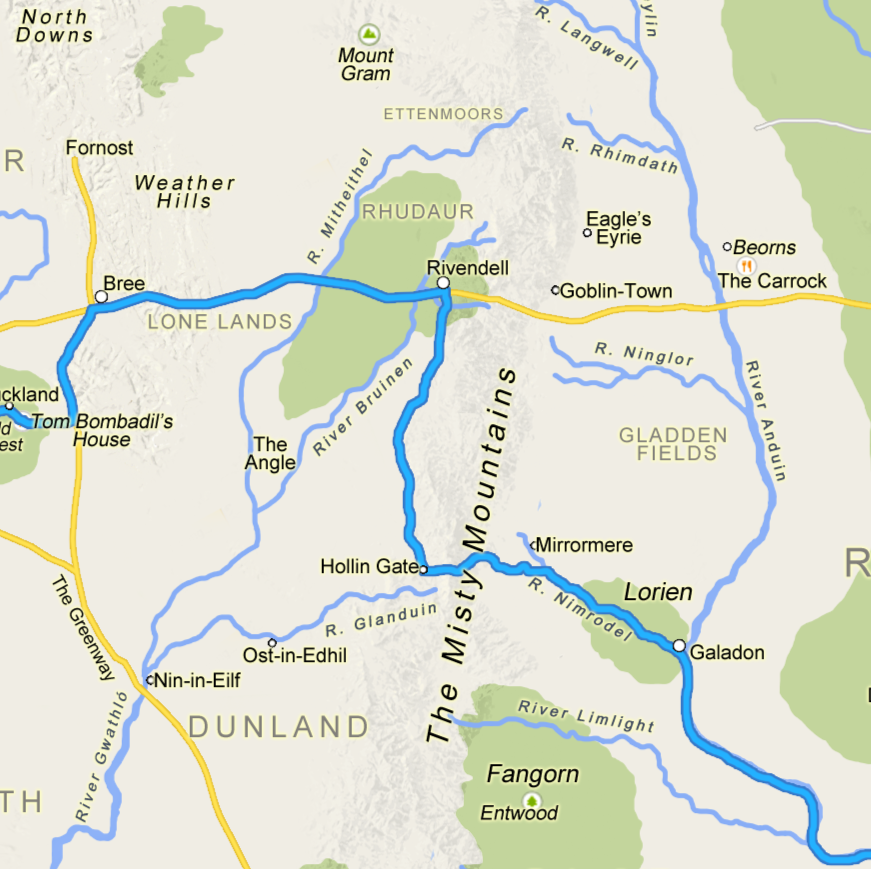 North
Downs
Mount
Gram
R. Langwell
ETTENMOORS
Fornost
R
Weather
Hills
R. Mitheithel
R. Rhimdath
RHUDAUR
Eagle's
Eyrie
Beorns
The Carrock
Bree
Rivendell
Goblin-Town
LONE LANDS
R. Ninglor
River Anduin
River Bruinen
Tom Bombadil's
House
The
Angle
GLADDEN
FIELDS
The Misty Mountains
Mirrormere
Hollin Gate
R
R. Nimrodel
Lorien
The Greenway
R. Glanduin
Ost-in-Edhil
Galadon
Nin-in-Eilf
River Gwathló
DUNLAND
River Limlight
TH
Fangorn
Entwood